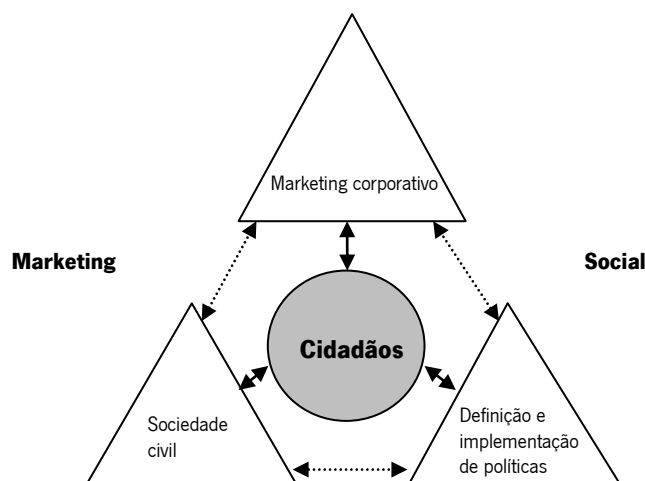 Marketing corporativo
Marketing
Social
Cidadãos
Sociedade
civil
Definição e
implementação
de políticas